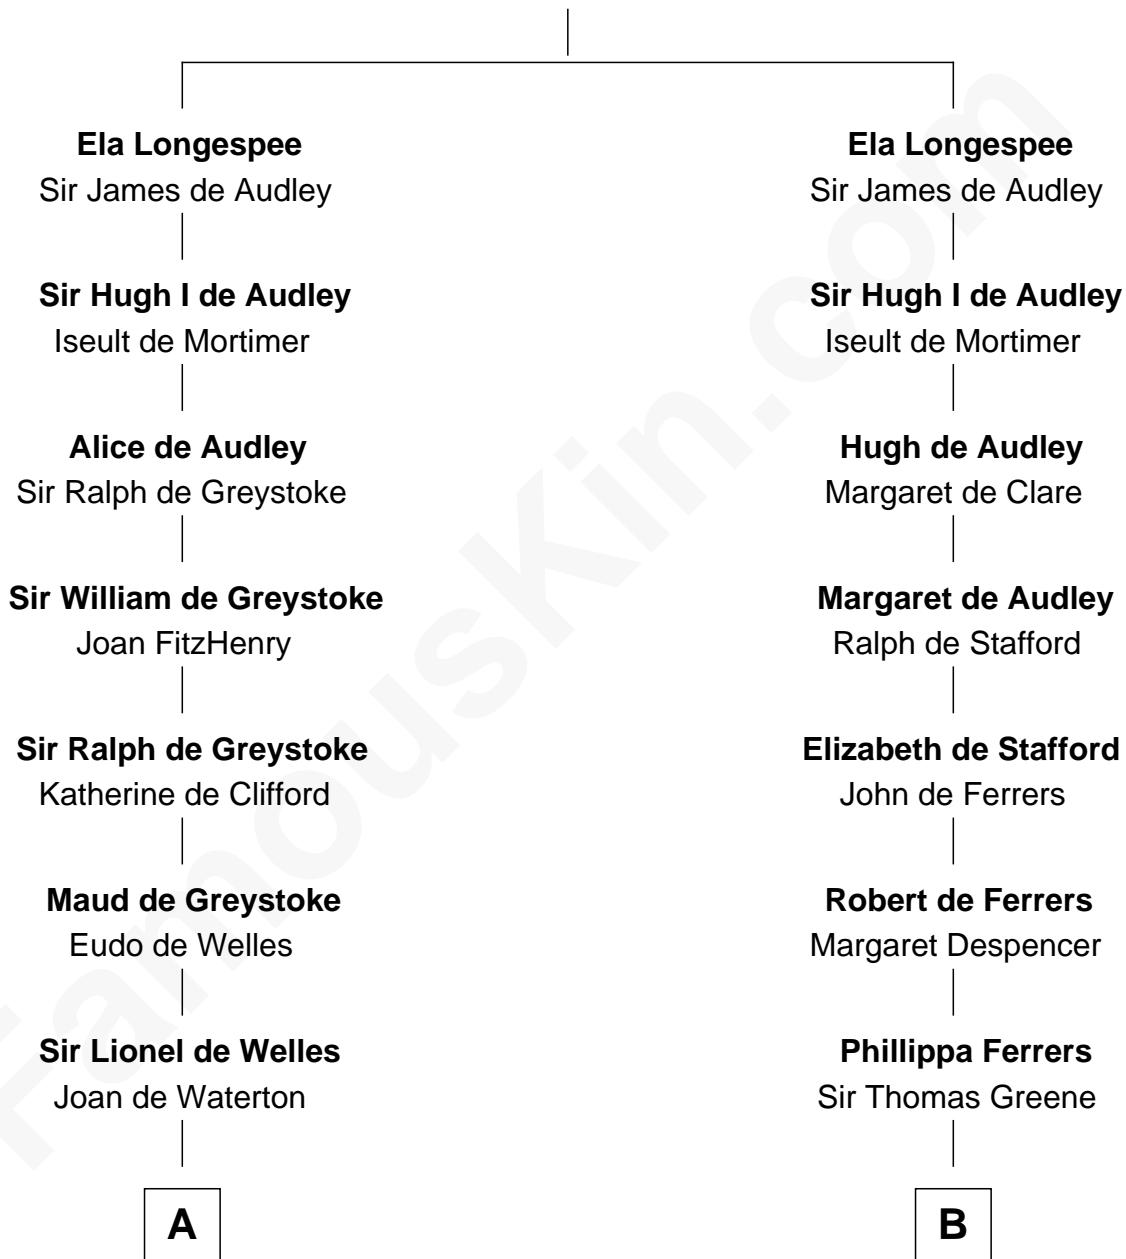 Ela Longespee
Sir James de Audley
Sir Hugh I de Audley
Iseult de Mortimer
Alice de Audley
Sir Ralph de Greystoke
Sir William de Greystoke
Joan FitzHenry
Sir Ralph de Greystoke
Katherine de Clifford
Maud de Greystoke
Eudo de Welles
Sir Lionel de Welles
Joan de Waterton
A
Ela Longespee
Sir James de Audley
Sir Hugh I de Audley
Iseult de Mortimer
Hugh de Audley
Margaret de Clare
Margaret de Audley
Ralph de Stafford
Elizabeth de Stafford
John de Ferrers
Robert de Ferrers
Margaret Despencer
Phillippa Ferrers
Sir Thomas Greene
B
FamousKin.com